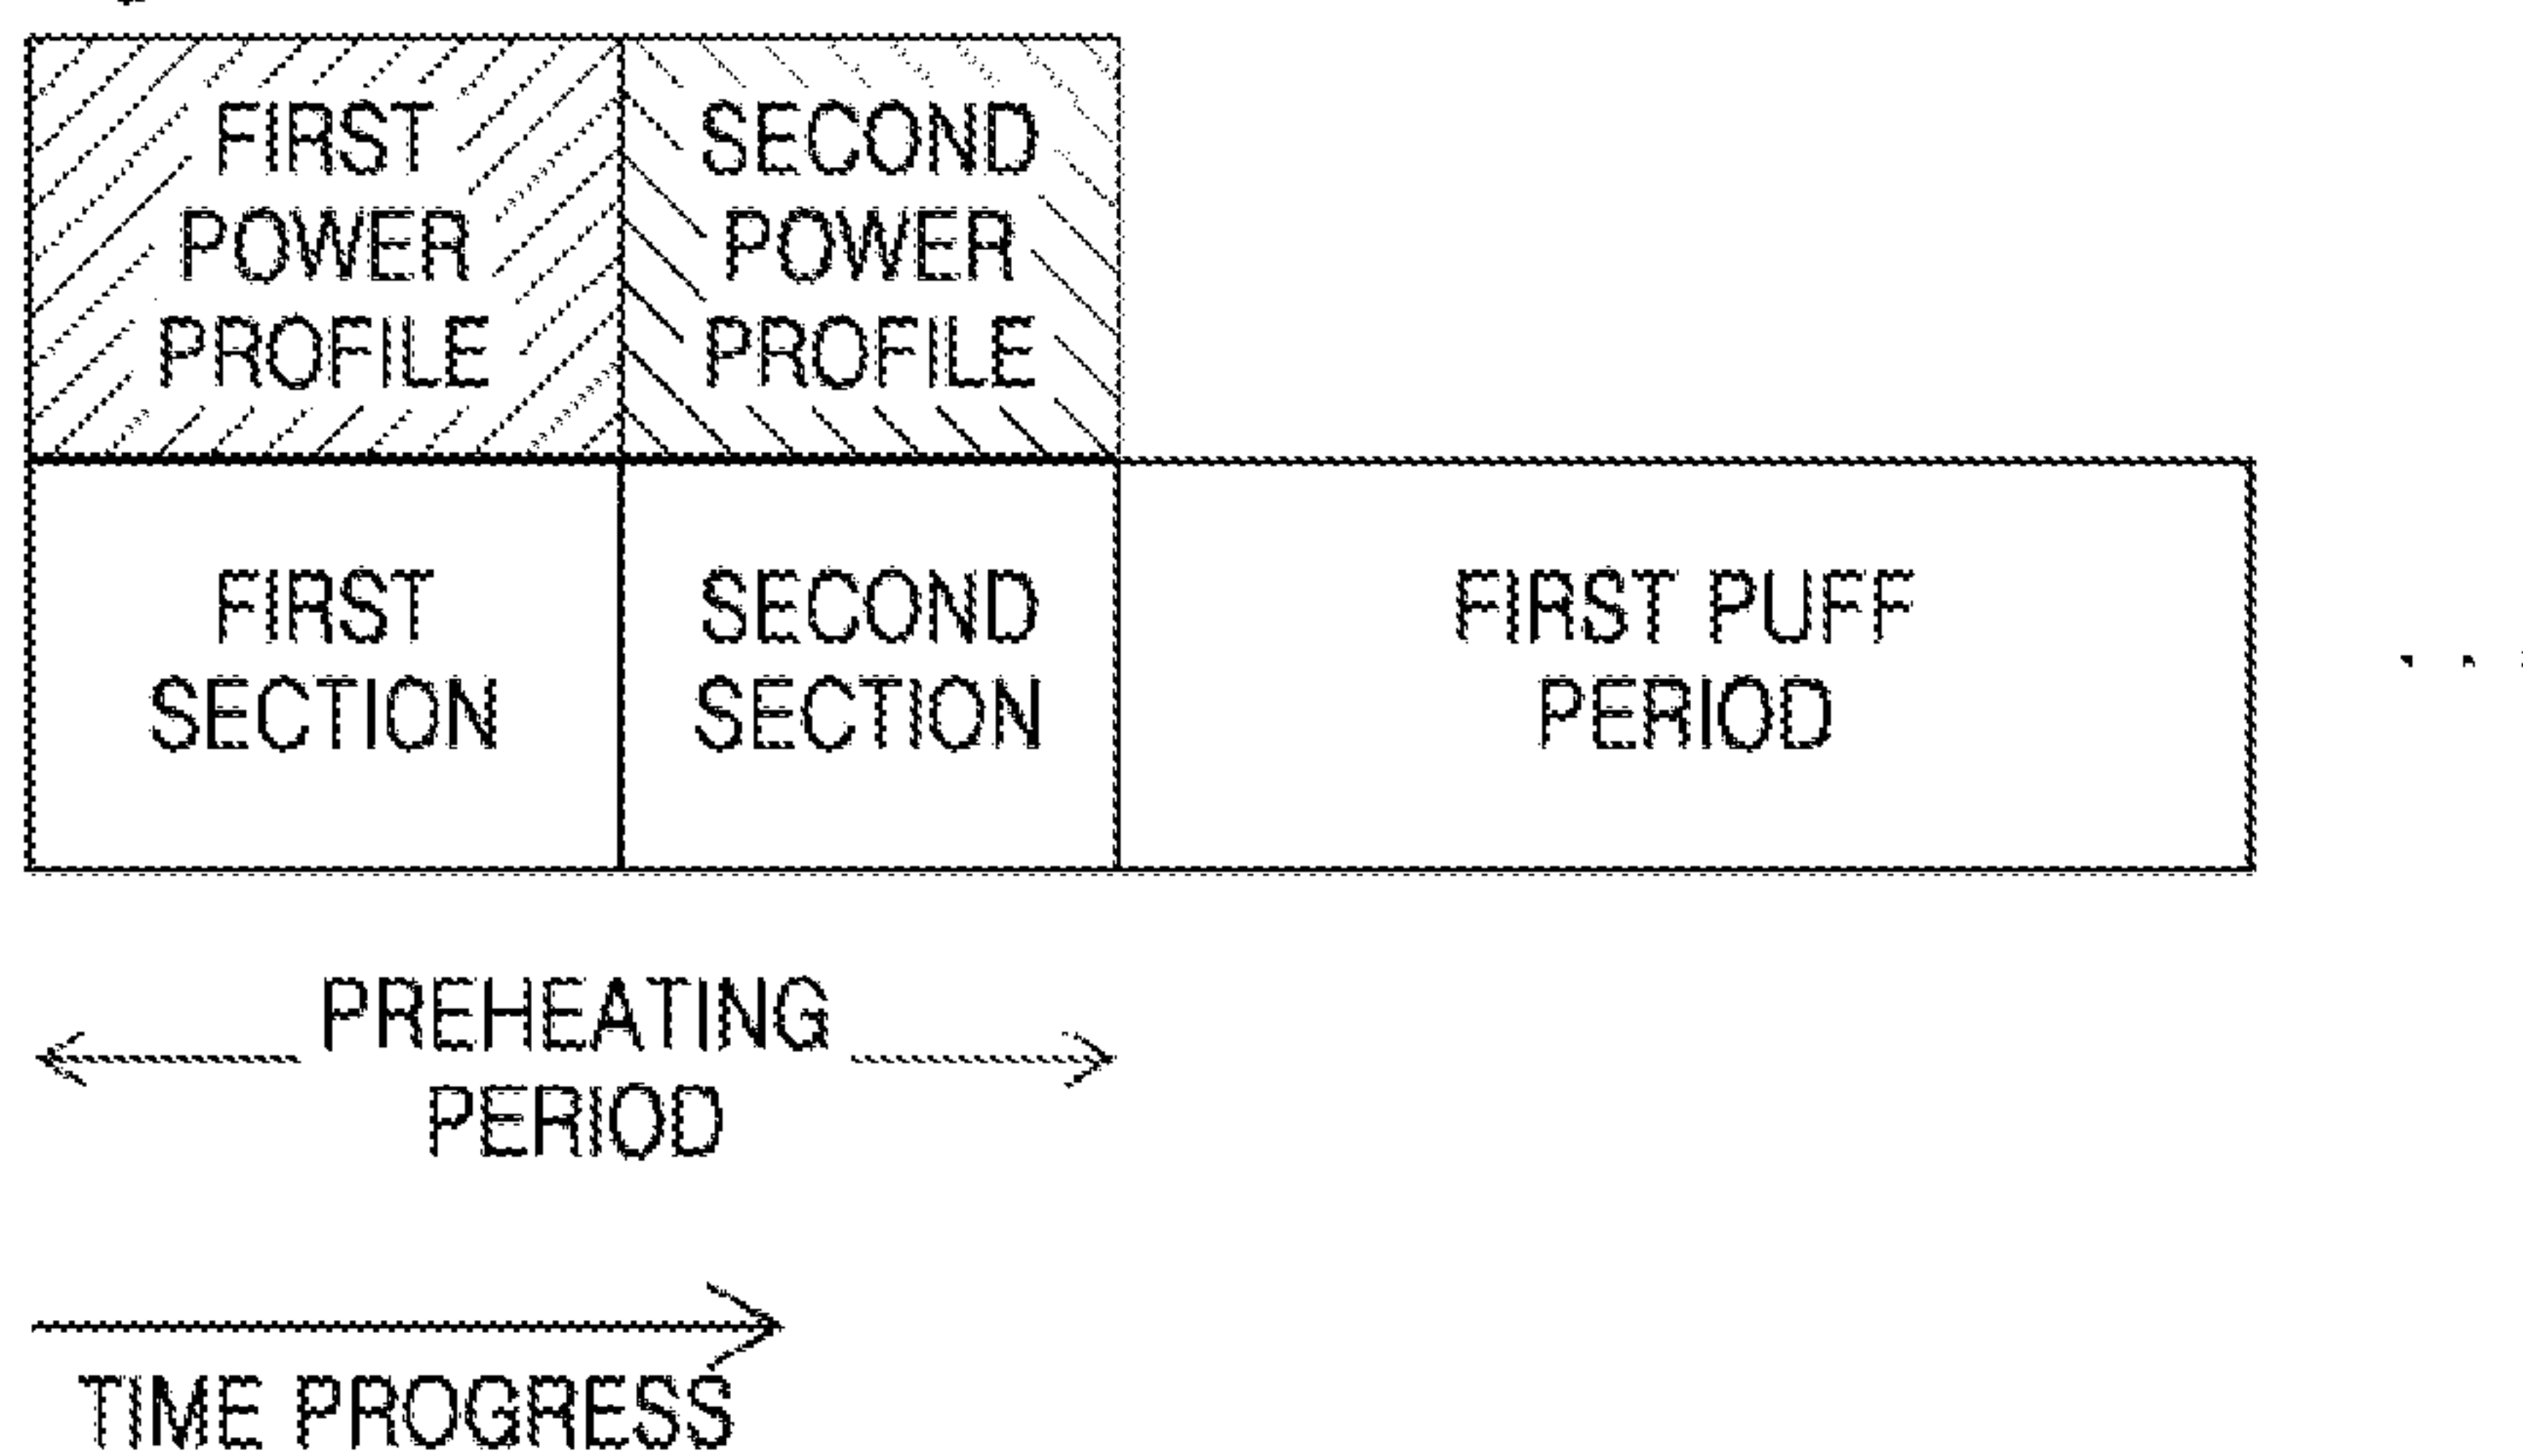 FIRST
POWER
PROFILE
SECOND
POWER
PROFILE
FIRST
SECTION
SECOND
SECTION
FIRST PUFF
PERIOD
...
PREHEATING
PERIOD
TIME PROGRESS